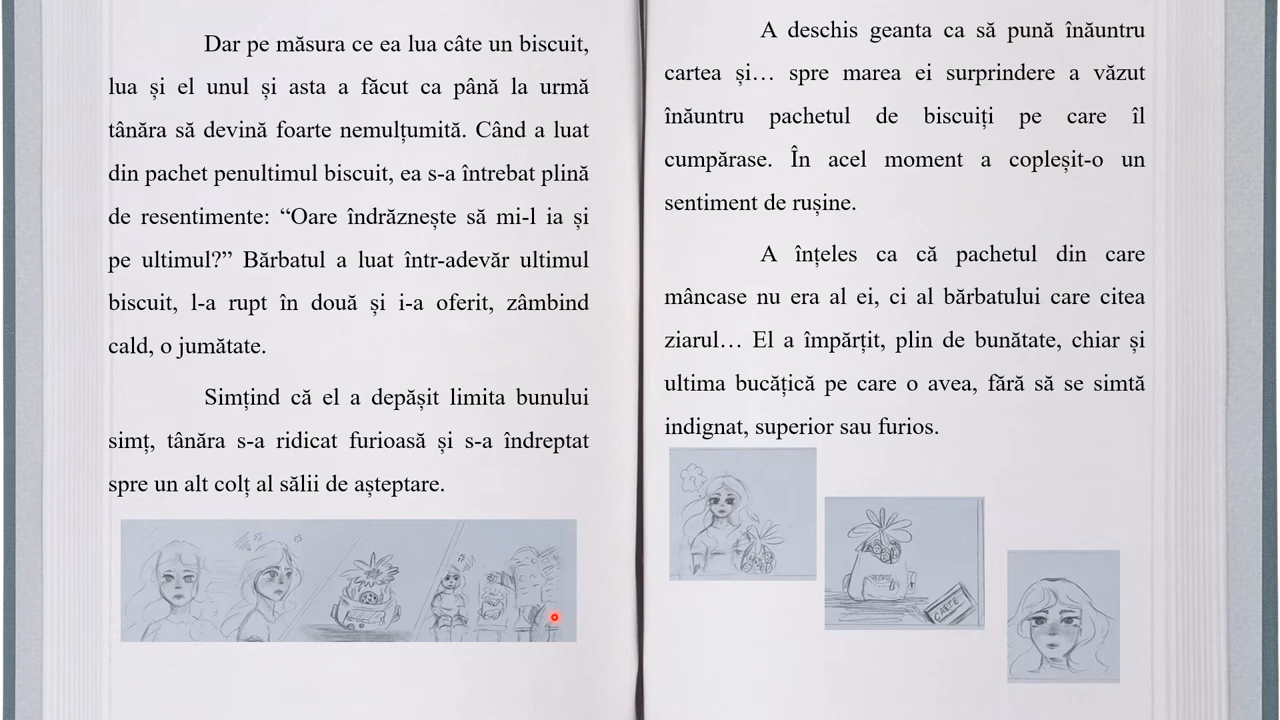 Dar pe măsura ce ea lua câte un biscuit,
lua și el unul și asta a făcut ca până la urmă
tânăra să devină foarte nemulțumită. Când a luat
din pachet penultimul biscuit, ea s-a întrebat plină
de resentimente: “Oare îndrăznește să mi-l ia și
pe ultimul?” Bărbatul a luat într-adevăr ultimul
biscuit, l-a rupt în două și i-a oferit, zâmbind
cald, o jumătate.
Simțind că el a depășit limita bunului
simț, tânăra s-a ridicat furioasă și s-a îndreptat
spre un alt colț al sălii de așteptare.
A deschis geanta ca să pună înăuntru
cartea și… spre marea ei surprindere a văzut
înăuntru pachetul de biscuiți pe care îl
cumpărase. În acel moment a copleșit-o un
sentiment de rușine.
A înțeles ca că pachetul din care
mâncase nu era al ei, ci al bărbatului care citea
ziarul… El a împărțit, plin de bunătate, chiar și
ultima bucățică pe care o avea, fără să se simtă
indignat, superior sau furios.
CARTE